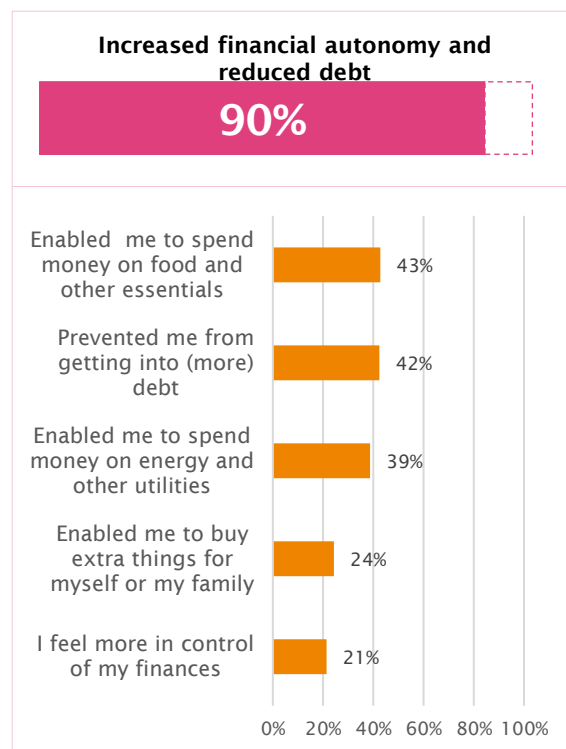 Increased financial autonomy and
reduced debt
90%
Enabled me to spend
money on food and
other essentials
43%
Prevented me from
getting into (more)
debt
42%
Enabled me to spend
money on energy and
other utilities
39%
Enabled me to buy
extra things for
myself or my family
24%
I feel more in control
of my finances
21%
0% 20% 40% 60% 80% 100%